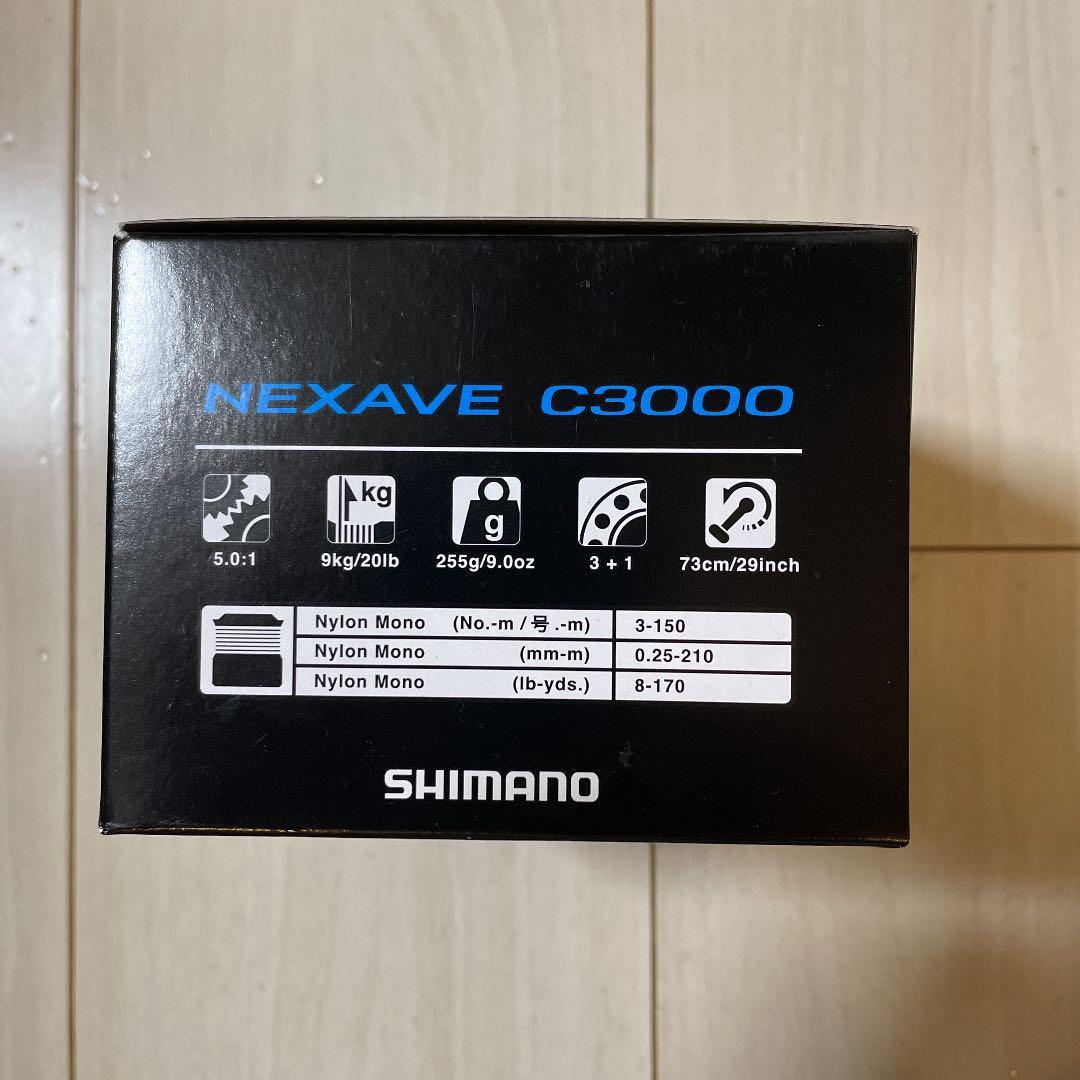 NEXAVE C3000
kg g
5.0:1 9kg/20lb 255g/9.0oz 3 + 1 73cm/29inch
Nylon Mono (No.-m / 号.-m) 3-150
Nylon Mono (mm-m) 0.25-210
Nylon Mono (lb-yds.) 8-170
SHIMANO